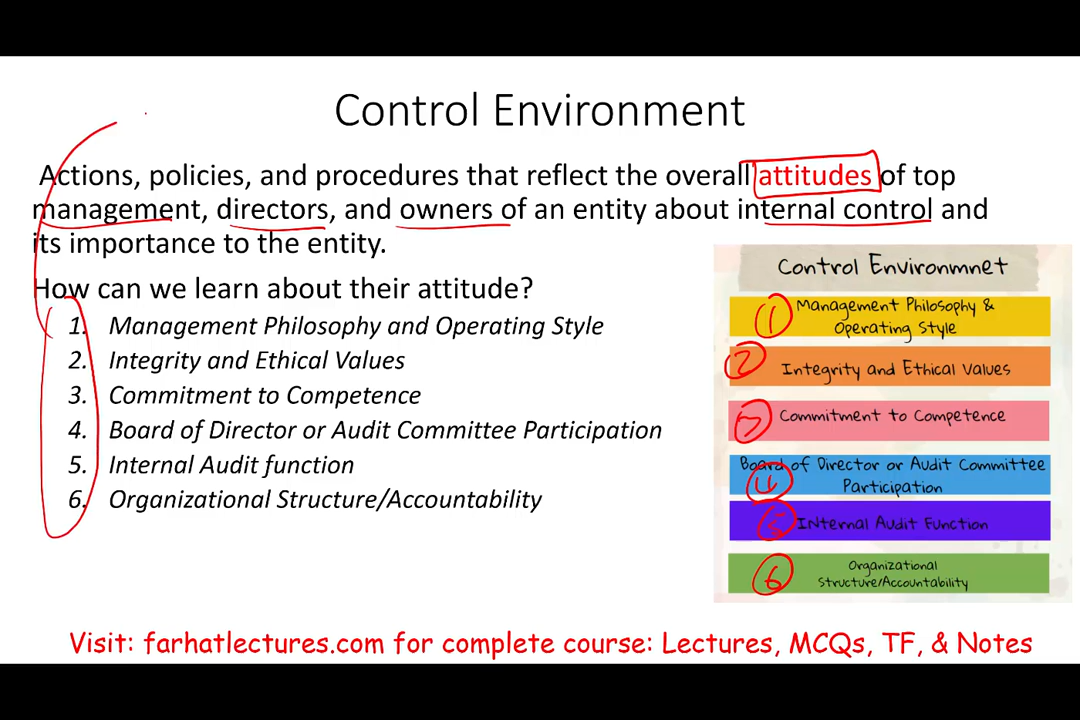 Control Environment
Actions, policies, and procedures that reflect the overall attitudes of top
management, directors, and owners of an entity about internal control and
its importance to the entity.
How can we learn about their attitude?
1. Management Philosophy and Operating Style
2. Integrity and Ethical Values
3. Commitment to Competence
4. Board of Director or Audit Committee Participation
5. Internal Audit function
6. Organizational Structure/Accountability
Control Environmnet
1 Management Philosophy &
Operating Style
2 Integrity and Ethical Values
3 Commitment to Competence
Board of Director or Audit Committee
4 Participation
5 INternal Audit Function
Organizational
6 Structure/Accountability
Visit: farhatlectures.com for complete course: Lectures, MCQs, TF, & Notes